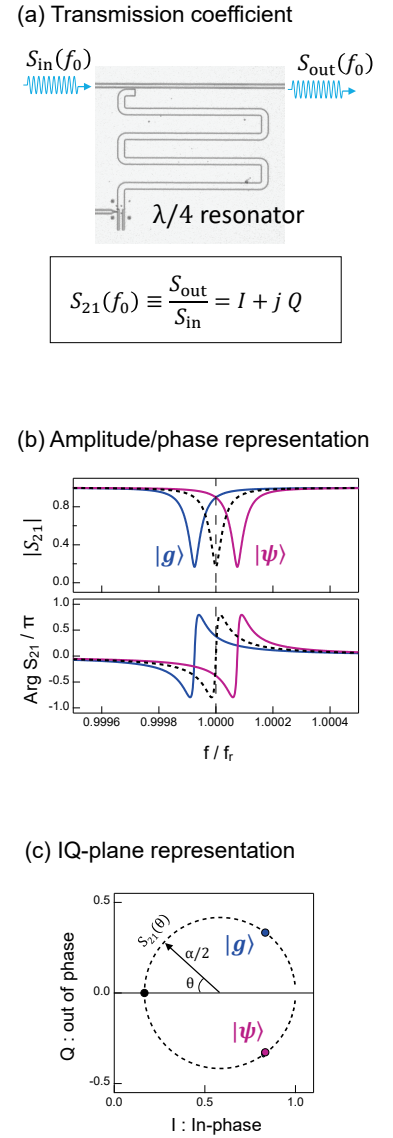 (a) Transmission coefficient
S_in(f_0) S_out(f_0)
λ/4 resonator
S_21(f_0) ≡ S_out / S_in = I + j Q
(b) Amplitude/phase representation
|S_21|
0.8
0.4
0.0
|g⟩ |ψ⟩
Arg S_21 / π
1.0
0.5
0.0
-0.5
-1.0
0.9996 0.9998 1.0000 1.0002 1.0004
f / f_r
(c) IQ-plane representation
Q : out of phase
0.5
0.0
-0.5
S_21(θ)
α/2
θ
|g⟩
|ψ⟩
0.0 0.5 1.0
I : In-phase